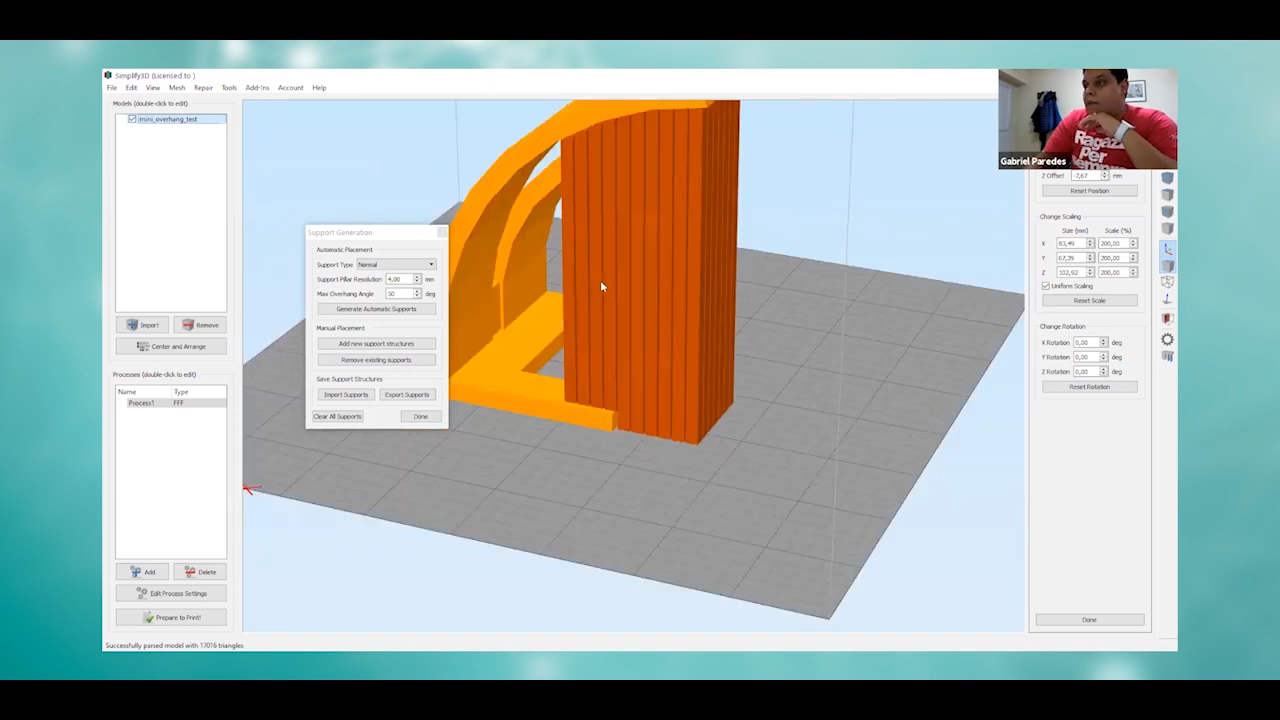 Simplify3D (Licensed to )
File Edit View Mesh Repair Tools Add-Ins Account Help
Models (double-click to edit)
mini_overhang_test
Import Remove
Center and Arrange
Processes (double-click to edit)
Name Type
Process1 FFF
Add Delete
Edit Process Settings
Prepare to Print!
Successfully parsed model with 17016 triangles
Support Generation
Automatic Placement
Support Type Normal
Support Pillar Resolution 4,00 mm
Max Overhang Angle 50 deg
Generate Automatic Supports
Manual Placement
Add new support structures
Remove existing supports
Save Support Structures
Import Supports Export Supports
Clear All Supports Done
Ragazzi
per
Gabriel Paredes
Z Offset -7,67 mm
Reset Position
Change Scaling
Size (mm) Scale (%)
X 83,49 200,00
Y 67,39 200,00
Z 102,92 200,00
Uniform Scaling
Reset Scale
Change Rotation
X Rotation 0,00 deg
Y Rotation 0,00 deg
Z Rotation 0,00 deg
Reset Rotation
Done